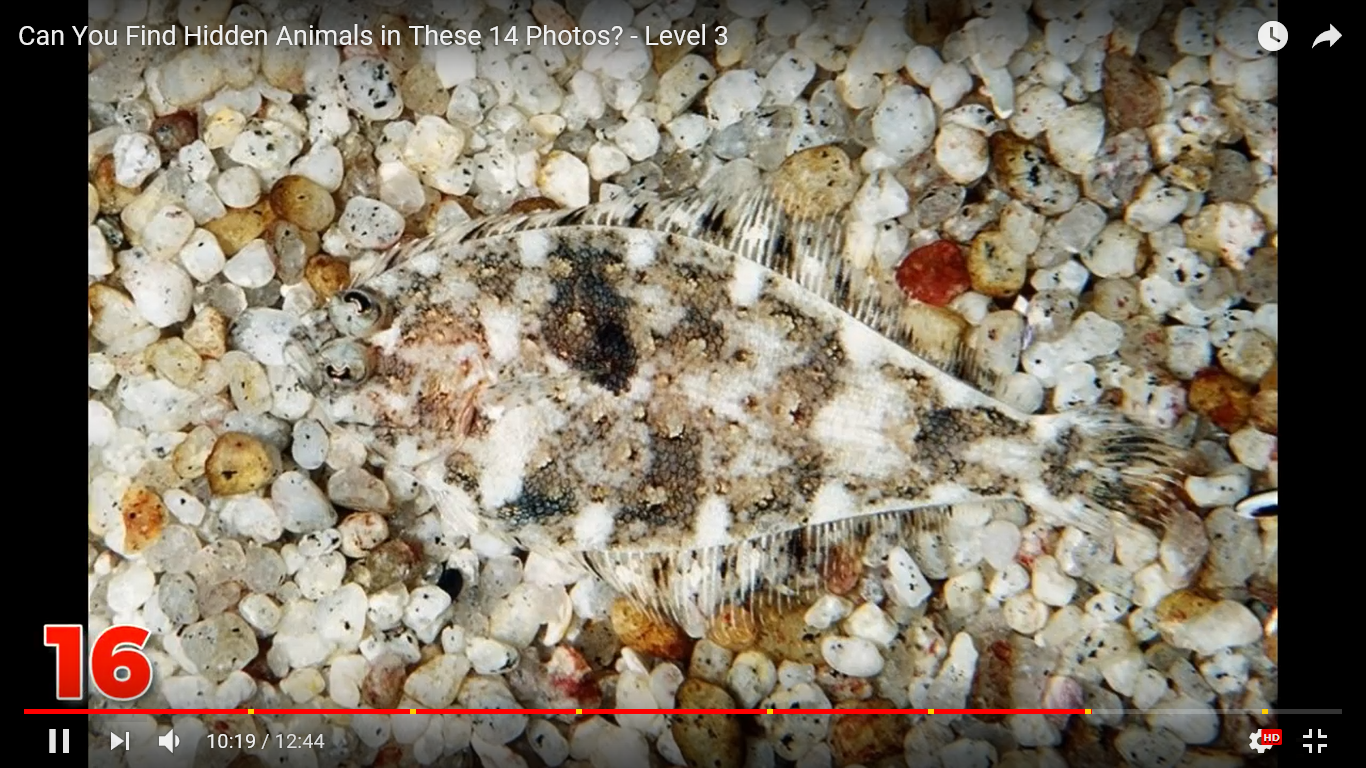 Can You Find Hidden Animals in These 14 Photos? - Level 3
16
10:19 / 12:44
HD